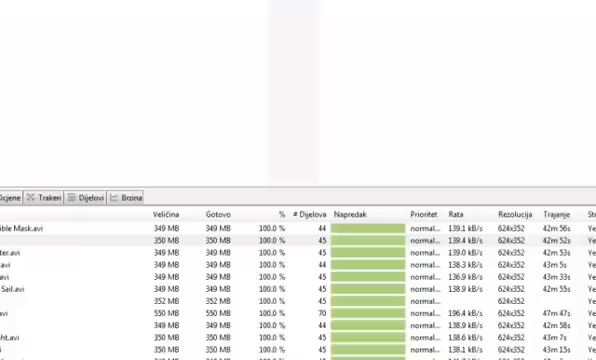 Ocjene Trakeri Dijelovi Brzina
Veličina Gotovo % # Dijelova Napredak Prioritet Rata Rezolucija Trajanje
ible Mask.avi 349 MB 349 MB 100.0 % 44 normal... 139.1 kB/s 624x352 42m 56s
350 MB 350 MB 100.0 % 45 normal... 139.4 kB/s 624x352 42m 52s
ter.avi 349 MB 349 MB 100.0 % 45 normal... 139.0 kB/s 624x352 42m 53s
.avi 349 MB 349 MB 100.0 % 44 normal... 138.3 kB/s 624x352 43m 5s
avi 349 MB 349 MB 100.0 % 45 normal... 136.9 kB/s 624x352 43m 33s
Sail.avi 349 MB 349 MB 100.0 % 45 normal... 138.9 kB/s 624x352 42m 55s
352 MB 352 MB 100.0 % 45 normal... 624x352
avi 550 MB 550 MB 100.0 % 70 normal... 196.4 kB/s 624x352 47m 47s
349 MB 349 MB 100.0 % 44 normal... 138.9 kB/s 624x352 42m 58s
ht.avi 350 MB 350 MB 100.0 % 45 normal... 138.6 kB/s 624x352 43m 7s
350 MB 350 MB 100.0 % 45 normal... 138.1 kB/s 624x352 43m 15s